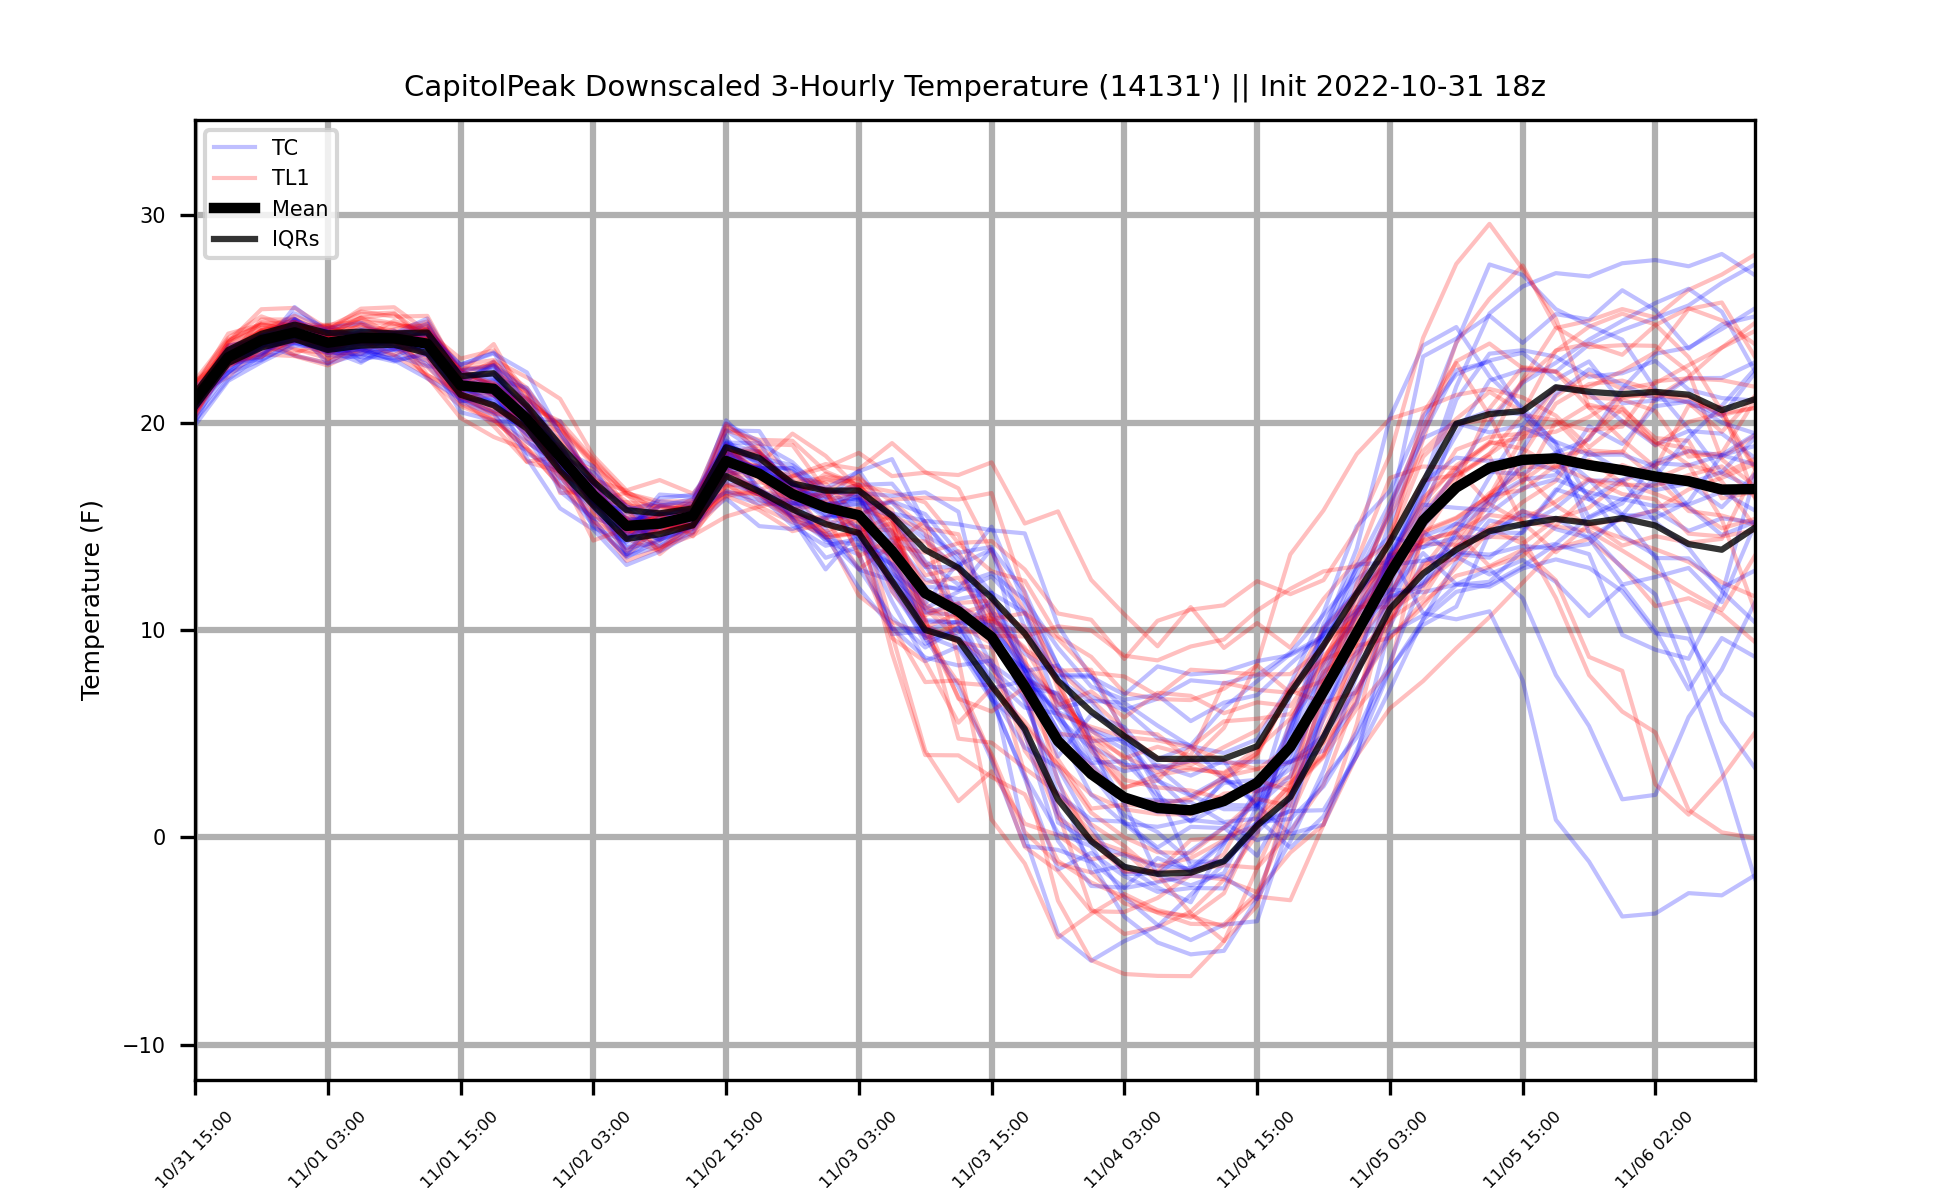 CapitolPeak Downscaled 3-Hourly Temperature (14131') || Init 2022-10-31 18z
TC
TL1
Mean
IQRs
Temperature (F)
30
20
10
0
−10
10/31 15:00
11/01 03:00
11/01 15:00
11/02 03:00
11/02 15:00
11/03 03:00
11/03 15:00
11/04 03:00
11/04 15:00
11/05 03:00
11/05 15:00
11/06 02:00